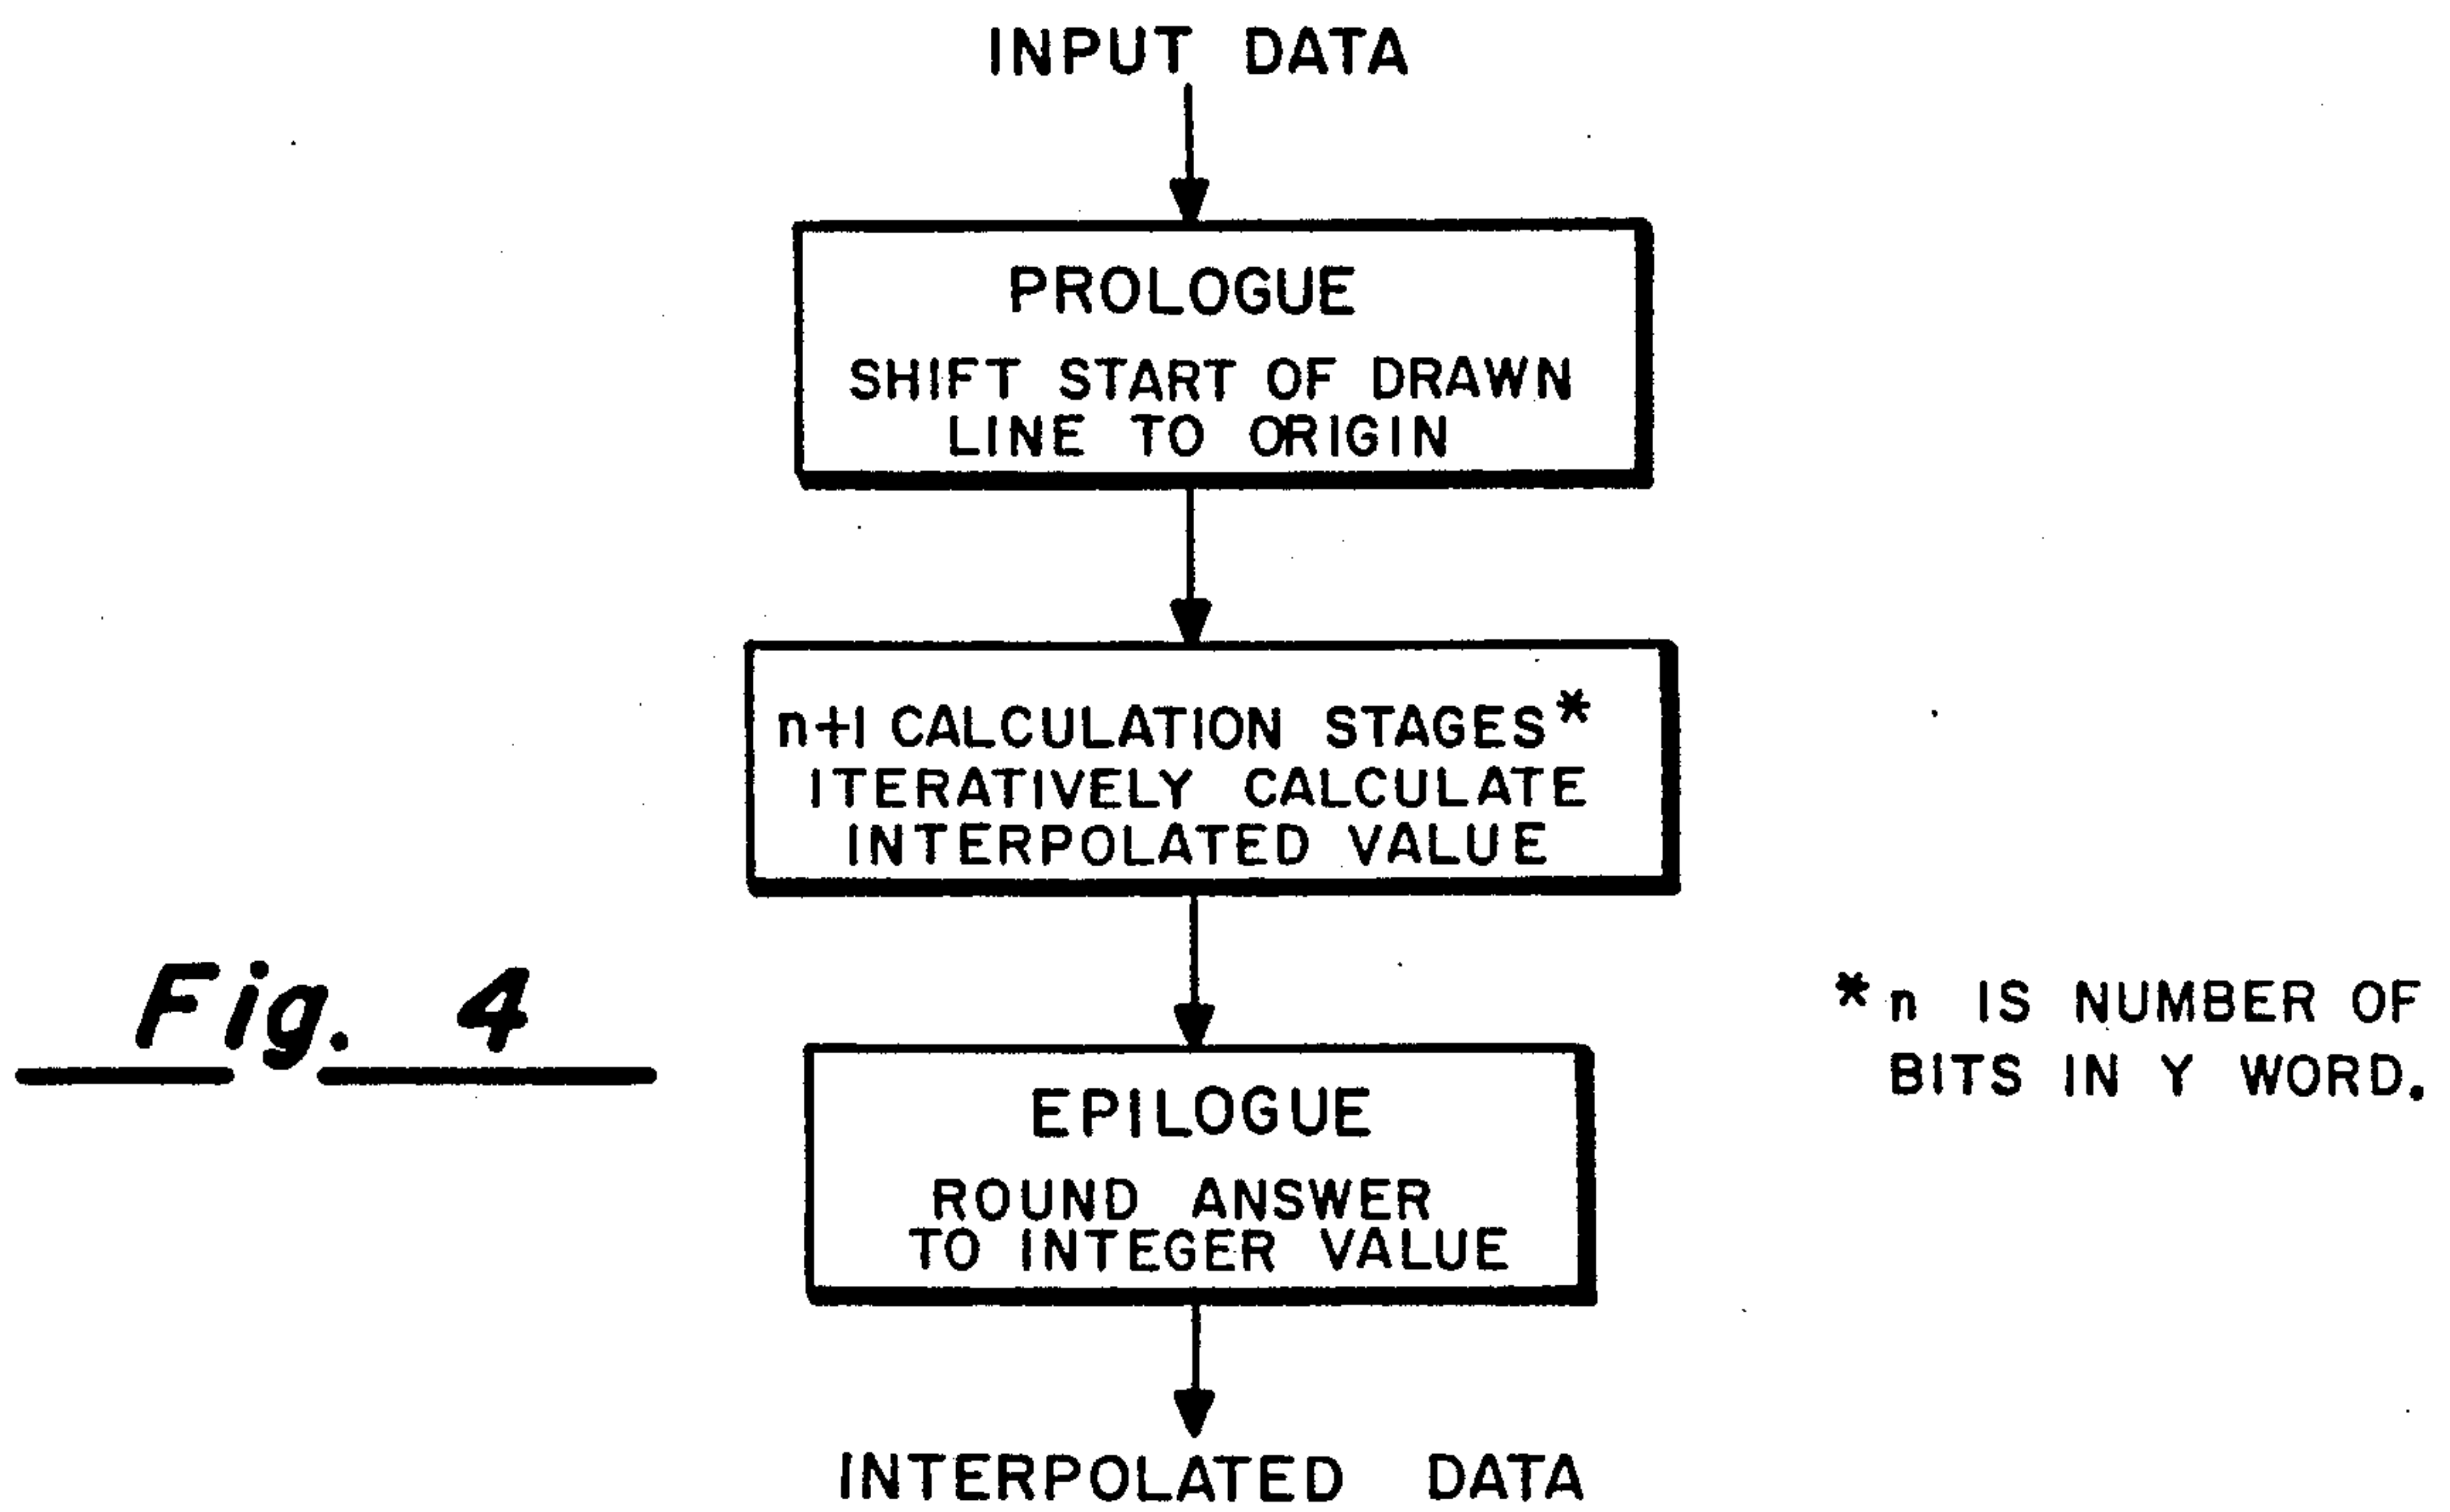 INPUT DATA
PROLOGUE
SHIFT START OF DRAWN
LINE TO ORIGIN
n+1 CALCULATION STAGES*
ITERATIVELY CALCULATE
INTERPOLATED VALUE
EPILOGUE
ROUND ANSWER
TO INTEGER VALUE
INTERPOLATED DATA
Fig. 4
*n IS NUMBER OF
BITS IN Y WORD.